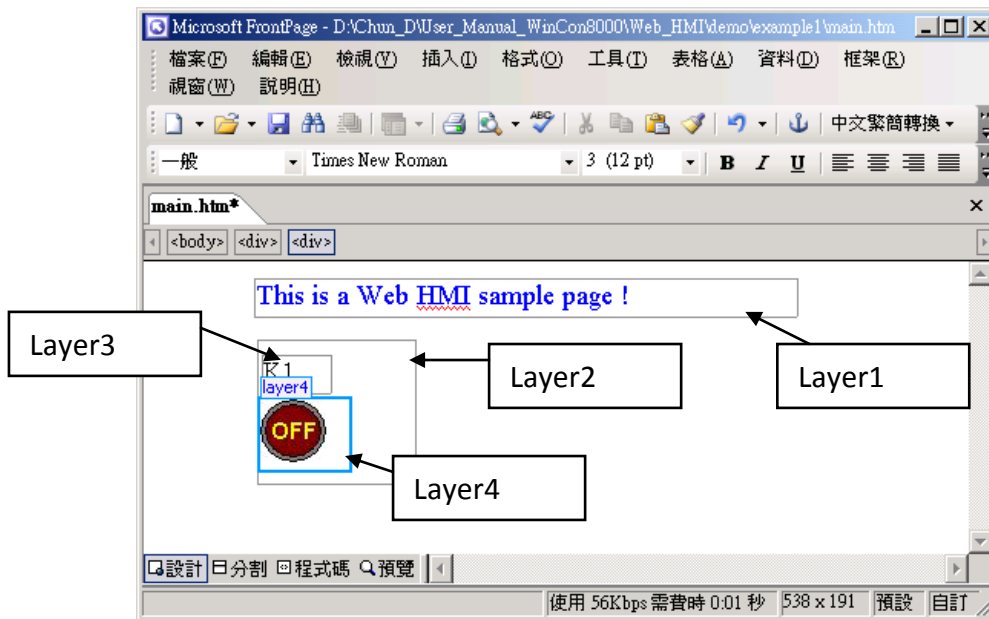 Microsoft FrontPage - D:\Chun_D\User_Manual_WinCon8000\Web_HMI\demo\example1\main.htm
檔案(F) 編輯(E) 檢視(V) 插入(I) 格式(O) 工具(T) 表格(A) 資料(D) 框架(R)
視窗(W) 說明(H)
ABC 中文繁簡轉換
一般 Times New Roman 3 (12 pt) B I U
main.htm*
<body> <div> <div>
This is a Web HMI sample page !
Layer3
K1
layer4
Layer2
Layer1
OFF
Layer4
設計 分割 程式碼 預覽
使用 56Kbps 需費時 0:01 秒 538 x 191 預設 自訂